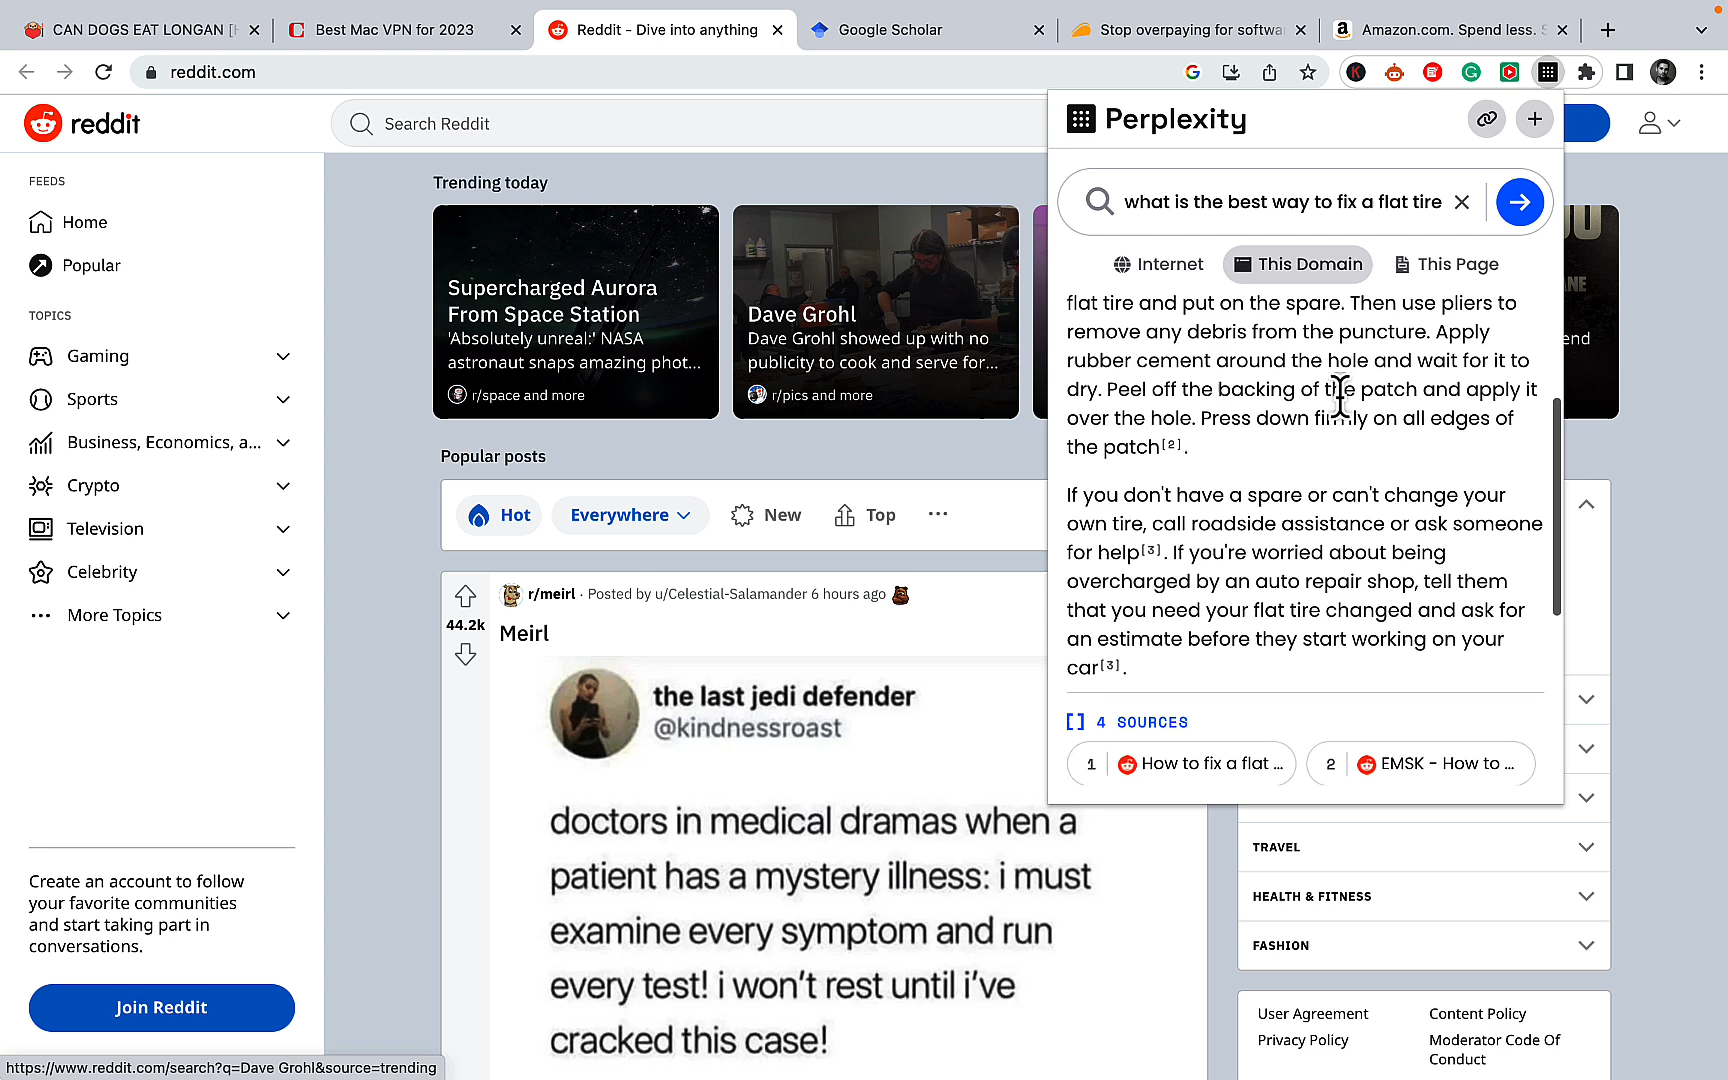 CAN DOGS EAT LONGAN
Best Mac VPN for 2023
Reddit - Dive into anything
Google Scholar
Stop overpaying for softwa
Amazon.com. Spend less. S
reddit.com
reddit
Search Reddit
FEEDS
Home
Popular
TOPICS
Gaming
Sports
Business, Economics, a...
Crypto
Television
Celebrity
More Topics
Create an account to follow
your favorite communities
and start taking part in
conversations.
Join Reddit
https://www.reddit.com/search?q=Dave Grohl&source=trending
Trending today
Supercharged Aurora
From Space Station
'Absolutely unreal:' NASA
astronaut snaps amazing phot...
r/space and more
Dave Grohl
Dave Grohl showed up with no
publicity to cook and serve for...
r/pics and more
Popular posts
Hot
Everywhere
New
Top
r/meirl · Posted by u/Celestial-Salamander 6 hours ago
44.2k
Meirl
the last jedi defender
@kindnessroast
doctors in medical dramas when a
patient has a mystery illness: i must
examine every symptom and run
every test! i won't rest until i've
cracked this case!
Perplexity
what is the best way to fix a flat tire
Internet
This Domain
This Page
flat tire and put on the spare. Then use pliers to
remove any debris from the puncture. Apply
rubber cement around the hole and wait for it to
dry. Peel off the backing of the patch and apply it
over the hole. Press down firmly on all edges of
the patch[2].
If you don't have a spare or can't change your
own tire, call roadside assistance or ask someone
for help[3]. If you're worried about being
overcharged by an auto repair shop, tell them
that you need your flat tire changed and ask for
an estimate before they start working on your
car[3].
4 SOURCES
1 How to fix a flat ...
2 EMSK - How to ...
TRAVEL
HEALTH & FITNESS
FASHION
User Agreement
Privacy Policy
Content Policy
Moderator Code Of
Conduct